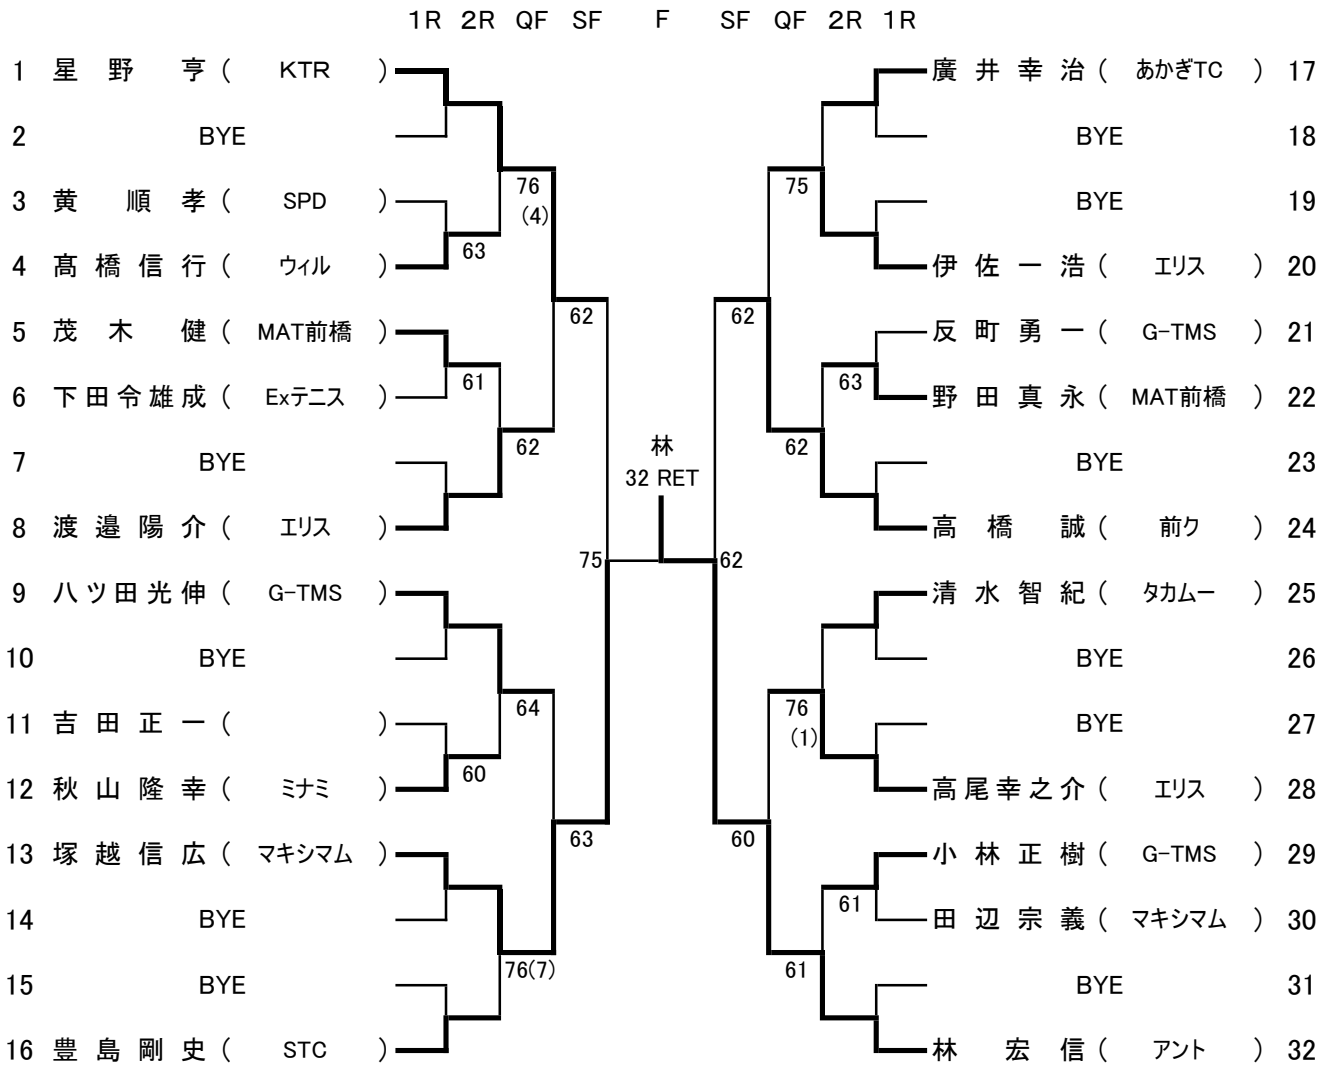 1R 2R QF SF F SF QF 2R 1R
1 星野 亨 ( KTR ) 廣井幸治 ( あかぎTC ) 17
2 BYE BYE 18
76 75
3 黄 順孝 ( SPD ) BYE 19
(4)
63
4 髙橋信行 ( ウィル ) 伊佐一浩 ( エリス ) 20
62 62
5 茂木 健 ( MAT前橋 ) 反町勇一 ( G-TMS ) 21
61 63
6 下田令雄成 ( Exテニス ) 野田真永 ( MAT前橋 ) 22
62 林 62
7 BYE BYE 23
32 RET
8 渡邉陽介 ( エリス ) 高橋 誠 ( 前ク ) 24
75 62
9 八ツ田光伸 ( G-TMS ) 清水智紀 ( タカムー ) 25
10 BYE BYE 26
64 76
11 吉田正一 ( ) BYE 27
(1)
60
12 秋山隆幸 ( ミナミ ) 高尾幸之介 ( エリス ) 28
63 60
13 塚越信広 ( マキシマム ) 小林正樹 ( G-TMS ) 29
61
14 BYE 田辺宗義 ( マキシマム ) 30
76(7) 61
15 BYE BYE 31
16 豊島剛史 ( STC ) 林 宏信 ( アント ) 32